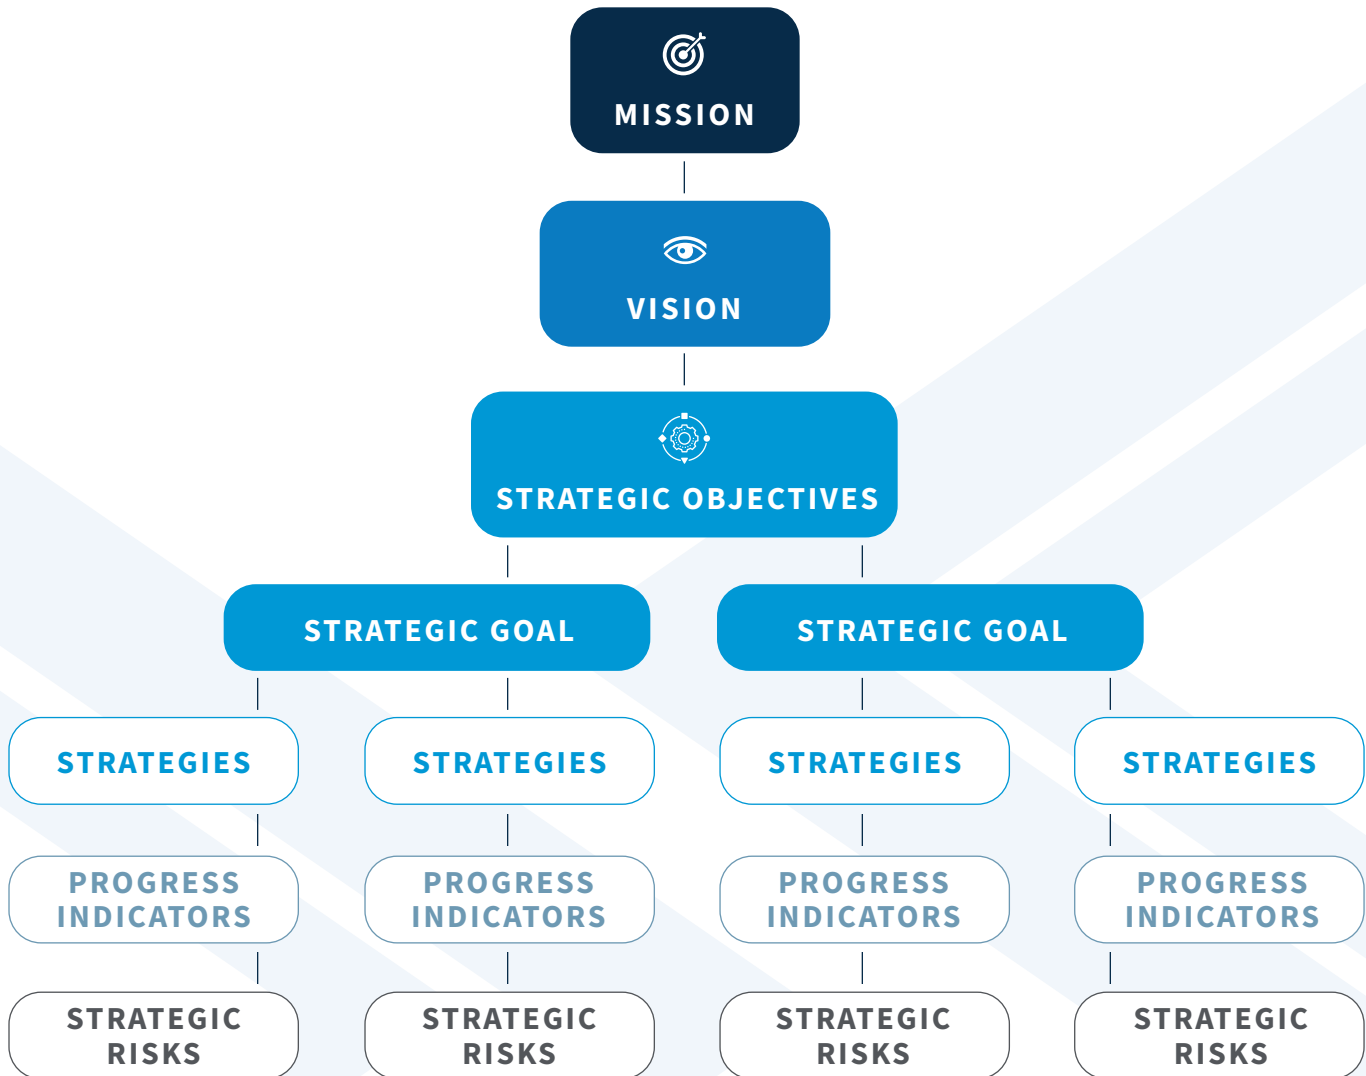 MISSION
VISION
STRATEGIC OBJECTIVES
STRATEGIC GOAL
STRATEGIC GOAL
STRATEGIES
STRATEGIES
STRATEGIES
STRATEGIES
PROGRESS
INDICATORS
PROGRESS
INDICATORS
PROGRESS
INDICATORS
PROGRESS
INDICATORS
STRATEGIC
RISKS
STRATEGIC
RISKS
STRATEGIC
RISKS
STRATEGIC
RISKS